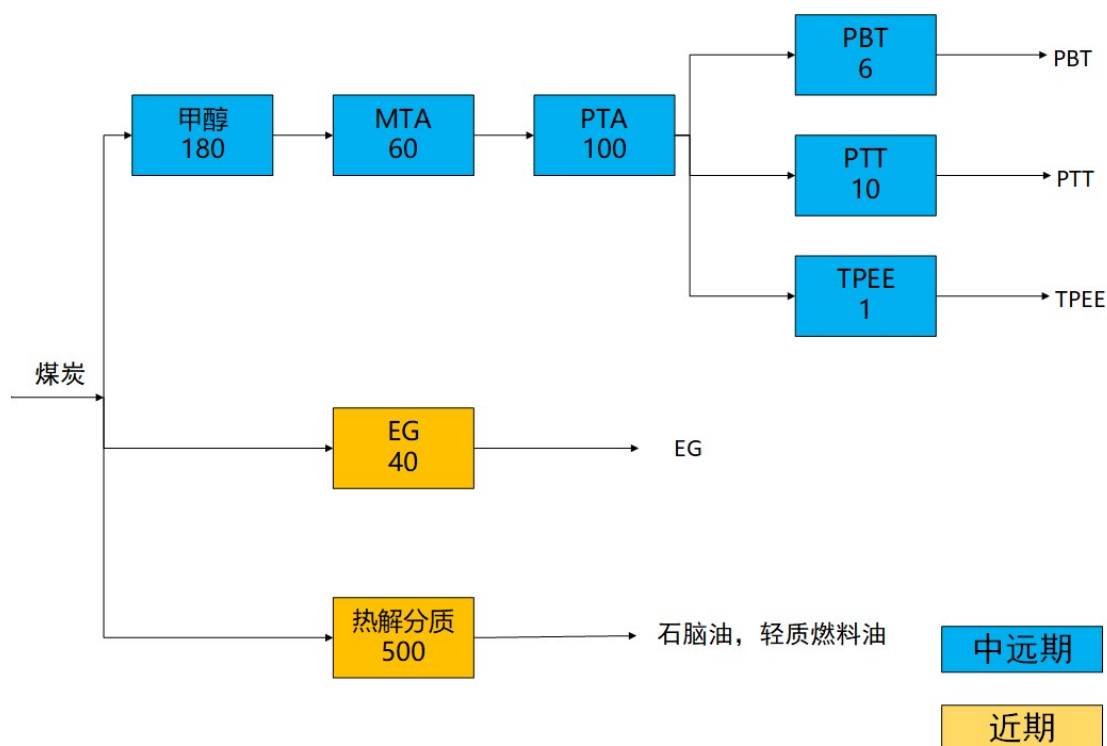 PBT
6
PBT
甲醇
180
MTA
60
PTA
100
PTT
10
PTT
TPEE
1
TPEE
煤炭
EG
40
EG
热解分质
500
石脑油，轻质燃料油
中远期
近期